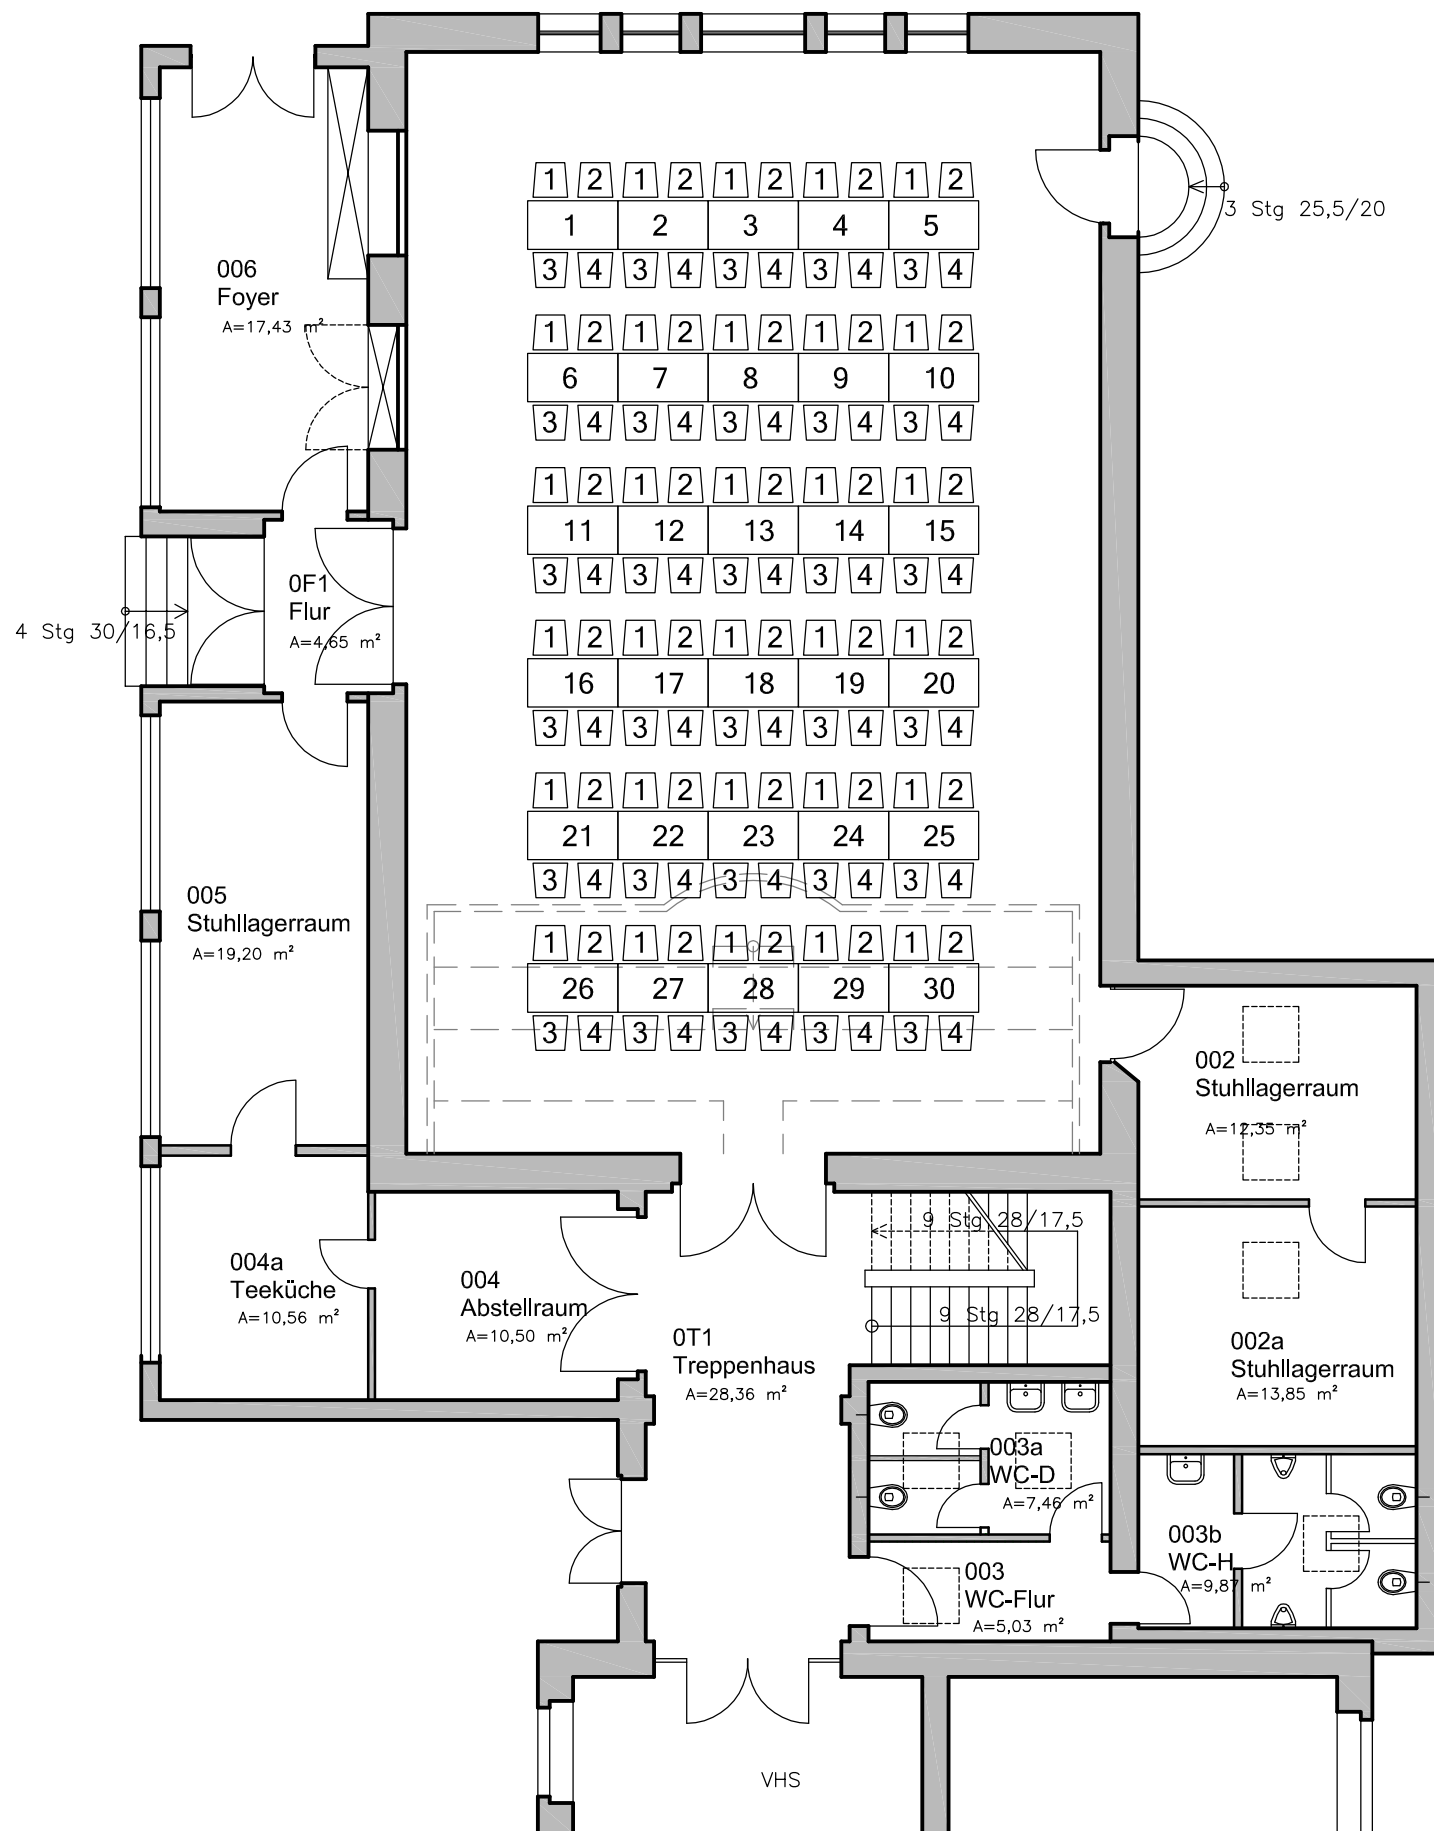 3 Stg 25,5/20
1 2 1 2 1 2 1 2 1 2
1 2 3 4 5
3 4 3 4 3 4 3 4 3 4
006
Foyer
A=17,43 m²
1 2 1 2 1 2 1 2 1 2
6 7 8 9 10
3 4 3 4 3 4 3 4 3 4
1 2 1 2 1 2 1 2 1 2
11 12 13 14 15
3 4 3 4 3 4 3 4 3 4
0F1
Flur
A=4,65 m²
4 Stg 30/16,5
1 2 1 2 1 2 1 2 1 2
16 17 18 19 20
3 4 3 4 3 4 3 4 3 4
1 2 1 2 1 2 1 2 1 2
21 22 23 24 25
3 4 3 4 3 4 3 4 3 4
005
Stuhllagerraum
A=19,20 m²
1 2 1 2 1 2 1 2 1 2
26 27 28 29 30
3 4 3 4 3 4 3 4 3 4
002
Stuhllagerraum
A=12,35 m²
9 Stg 28/17,5
004a
Teeküche
A=10,56 m²
004
Abstellraum
A=10,50 m²
9 Stg 28/17,5
0T1
Treppenhaus
A=28,36 m²
002a
Stuhllagerraum
A=13,85 m²
003a
WC-D
A=7,46 m²
003b
WC-H
A=9,87 m²
003
WC-Flur
A=5,03 m²
VHS